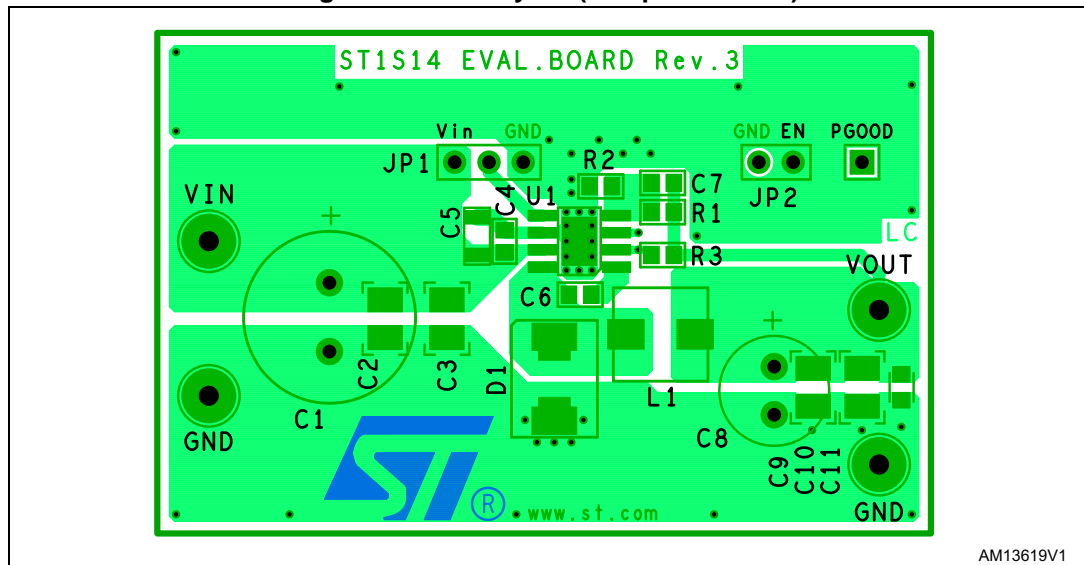 ST1S14 EVAL.BOARD Rev.3
Vin GND
GND EN PGOOD
JP1
R2
C7
JP2
VIN
U1
C4
C5
R1
LC
R3
VOUT
C6
C2
C3
D1
L1
C1
C8
GND
C9
C10
C11
ST
®
www.st.com
GND
AM13619V1